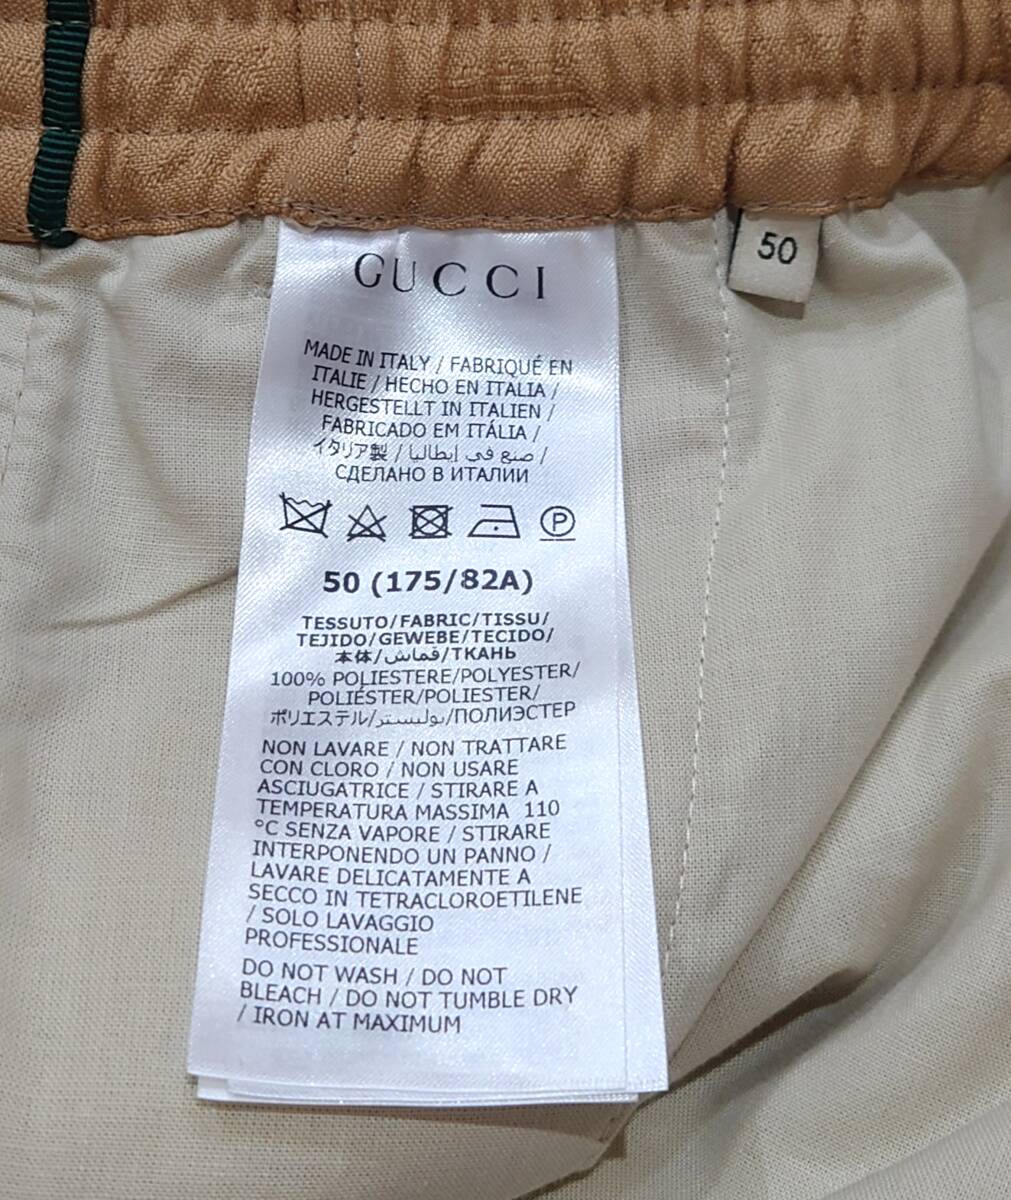 GUCCI
50
MADE IN ITALY / FABRIQUÉ EN
ITALIE / HECHO EN ITALIA /
HERGESTELLT IN ITALIEN /
FABRICADO EM ITÁLIA /
イタリア製 / صنع في إيطاليا /
СДЕЛАНО В ИТАЛИИ
P
50 (175/82A)
TESSUTO/FABRIC/TISSU/
TEJIDO/GEWEBE/TECIDO/
本体/قماش/ТКАНЬ
100% POLIESTERE/POLYESTER/
POLIÉSTER/POLIESTER/
ポリエステル/بوليستر/ПОЛИЭСТЕР
NON LAVARE / NON TRATTARE
CON CLORO / NON USARE
ASCIUGATRICE / STIRARE A
TEMPERATURA MASSIMA 110
°C SENZA VAPORE / STIRARE
INTERPONENDO UN PANNO /
LAVARE DELICATAMENTE A
SECCO IN TETRACLOROETILENE
/ SOLO LAVAGGIO
PROFESSIONALE
DO NOT WASH / DO NOT
BLEACH / DO NOT TUMBLE DRY
/ IRON AT MAXIMUM